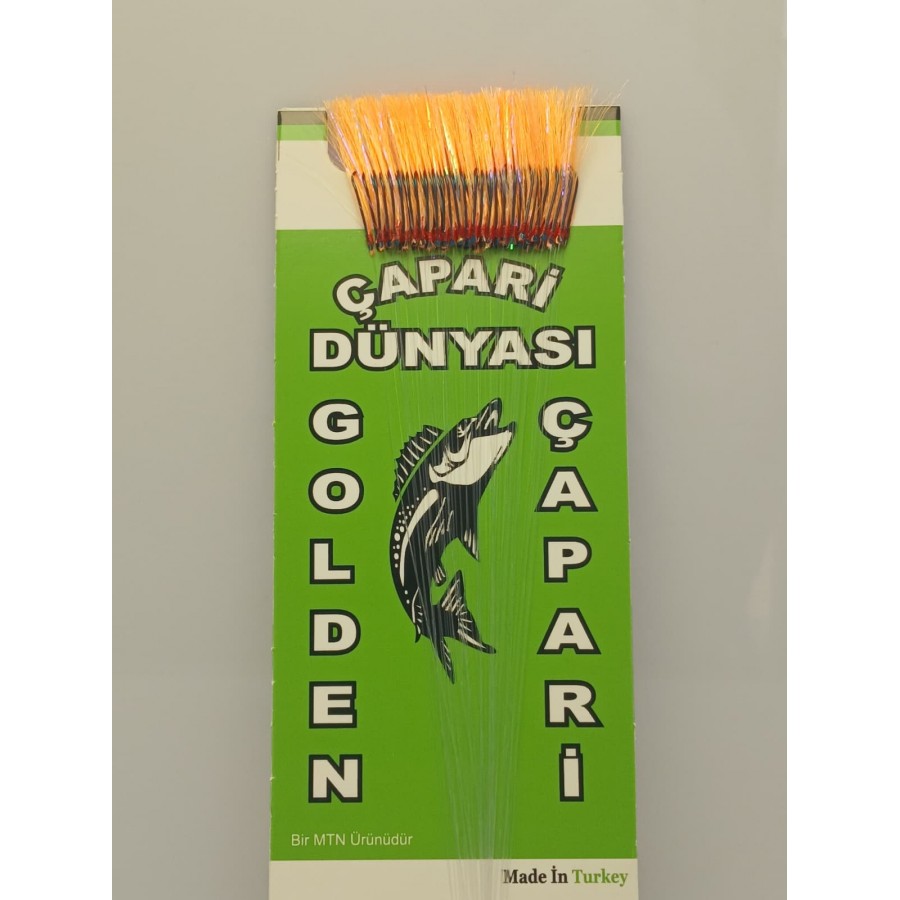 ÇAPARİ
DÜNYASI
GOLDEN
ÇAPARİ
Bir MTN Ürünüdür
Made İn Turkey